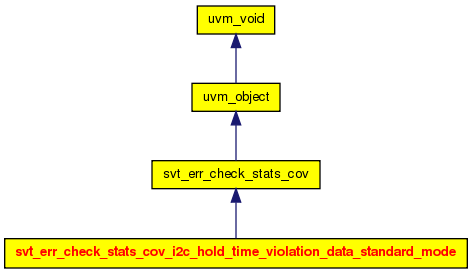 uvm_void
uvm_object
svt_err_check_stats_cov
svt_err_check_stats_cov_i2c_hold_time_violation_data_standard_mode